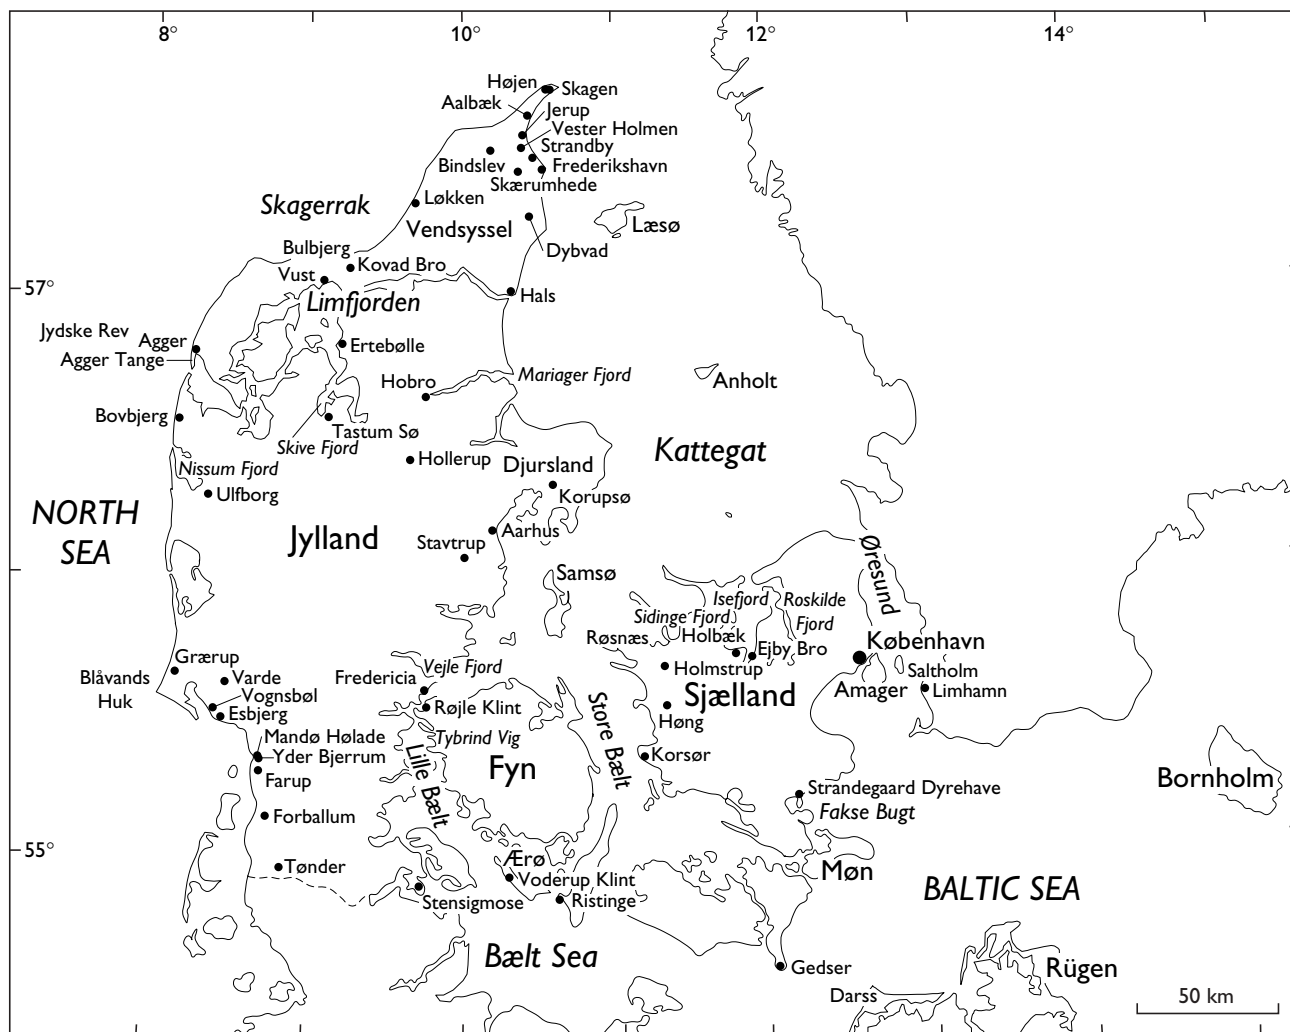 8°
10°
12°
14°
Højen
Skagen
Aalbæk
Jerup
Vester Holmen
Strandby
Bindslev
Frederikshavn
Skærumhede
Løkken
Skagerrak
Vendsyssel
Læsø
Dybvad
Bulbjerg
Kovad Bro
Vust
57°
Limfjorden
Hals
Jydske Rev
Agger
Agger Tange
Ertebølle
Hobro
Mariager Fjord
Anholt
Bovbjerg
Tastum Sø
Skive Fjord
Kattegat
Hollerup
Djursland
Nissum Fjord
Ulfborg
Korupsø
NORTH
SEA
Jylland
Aarhus
Stavtrup
Øresund
Samsø
Isefjord
Roskilde
Fjord
Sidinge Fjord
Røsnæs
Holbæk
Ejby Bro
København
Grærup
Vejle Fjord
Holmstrup
Saltholm
Blåvands
Huk
Varde
Fredericia
Sjælland
Amager
Limhamn
Vognsbøl
Esbjerg
Røjle Klint
Høng
Mandø Hølade
Tybrind Vig
Store Bælt
Yder Bjerrum
Lille Bælt
Fyn
Korsør
Farup
Bornholm
Strandegaard Dyrehave
Forballum
Fakse Bugt
55°
Tønder
Ærø
Møn
Voderup Klint
BALTIC SEA
Stensigmose
Ristinge
Bælt Sea
Gedser
Rügen
Darss
50 km